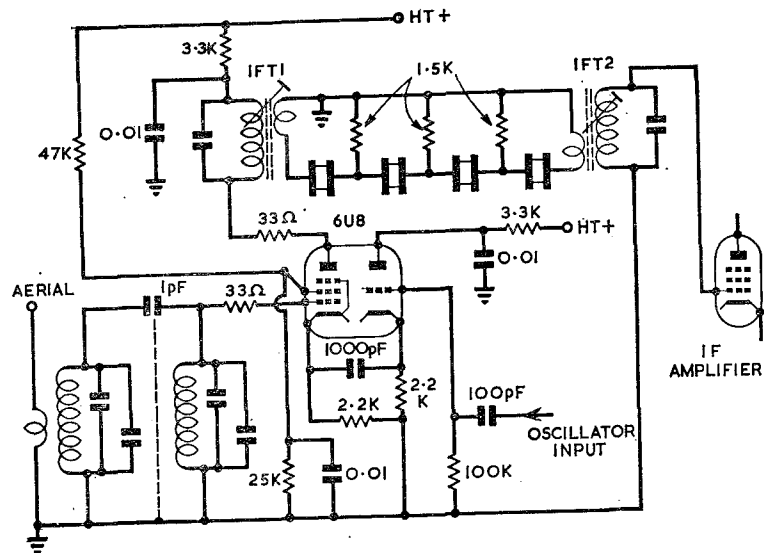 HT+
3.3K
IFT1
1.5K
IFT2
0.01
47K
33Ω
6U8
3.3K
HT+
0.01
AERIAL
1pF
33Ω
1000pF
2.2K
2.2
K
100pF
OSCILLATOR
INPUT
IF
AMPLIFIER
25K
0.01
100K